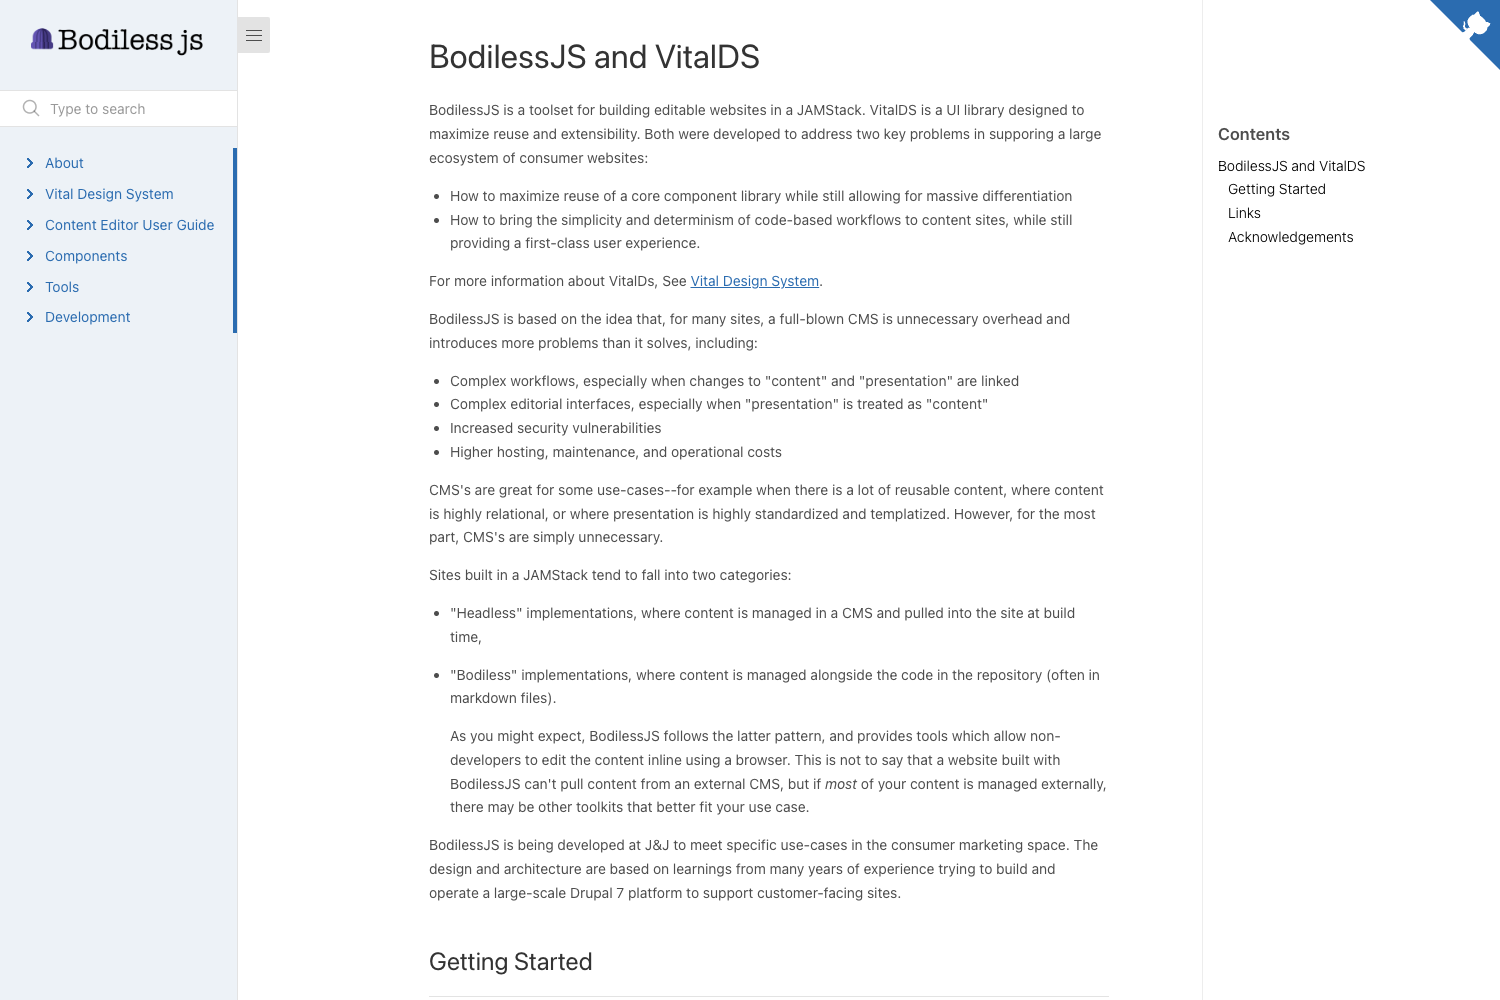 Bodiless js
Type to search
About
Vital Design System
Content Editor User Guide
Components
Tools
Development
BodilessJS and VitalDS
BodilessJS is a toolset for building editable websites in a JAMStack. VitalDS is a UI library designed to
maximize reuse and extensibility. Both were developed to address two key problems in supporing a large
ecosystem of consumer websites:
How to maximize reuse of a core component library while still allowing for massive differentiation
How to bring the simplicity and determinism of code-based workflows to content sites, while still
providing a first-class user experience.
For more information about VitalDs, See Vital Design System.
BodilessJS is based on the idea that, for many sites, a full-blown CMS is unnecessary overhead and
introduces more problems than it solves, including:
Complex workflows, especially when changes to "content" and "presentation" are linked
Complex editorial interfaces, especially when "presentation" is treated as "content"
Increased security vulnerabilities
Higher hosting, maintenance, and operational costs
CMS's are great for some use-cases--for example when there is a lot of reusable content, where content
is highly relational, or where presentation is highly standardized and templatized. However, for the most
part, CMS's are simply unnecessary.
Sites built in a JAMStack tend to fall into two categories:
"Headless" implementations, where content is managed in a CMS and pulled into the site at build
time,
"Bodiless" implementations, where content is managed alongside the code in the repository (often in
markdown files).
As you might expect, BodilessJS follows the latter pattern, and provides tools which allow non-
developers to edit the content inline using a browser. This is not to say that a website built with
BodilessJS can't pull content from an external CMS, but if most of your content is managed externally,
there may be other toolkits that better fit your use case.
BodilessJS is being developed at J&J to meet specific use-cases in the consumer marketing space. The
design and architecture are based on learnings from many years of experience trying to build and
operate a large-scale Drupal 7 platform to support customer-facing sites.
Getting Started
Contents
BodilessJS and VitalDS
Getting Started
Links
Acknowledgements